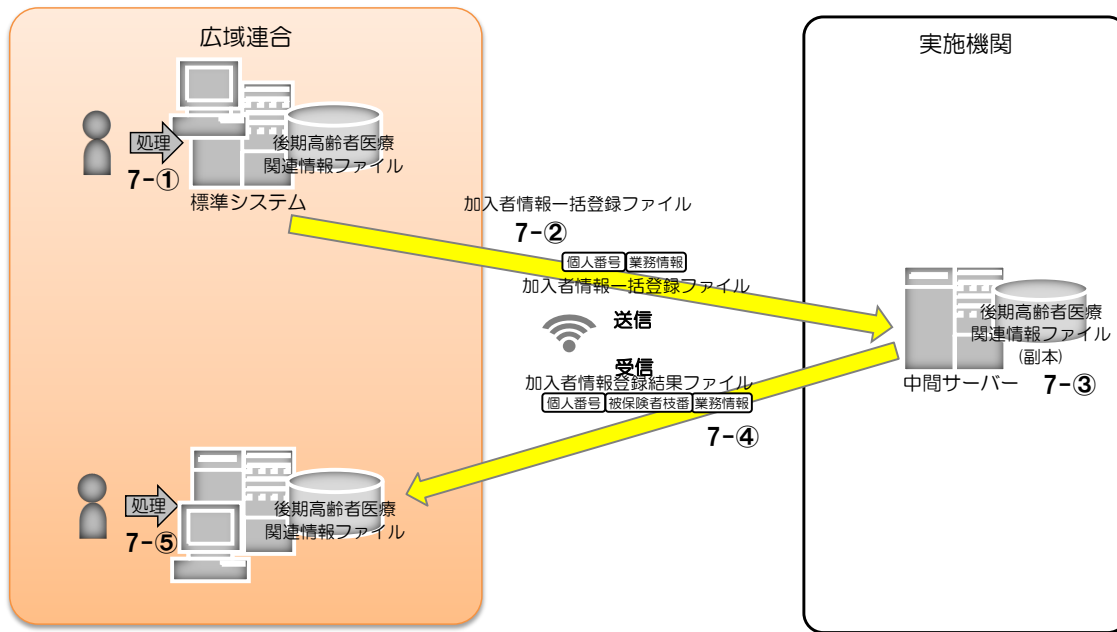 広域連合
実施機関
処理
7-①
後期高齢者医療
関連情報ファイル
標準システム
加入者情報一括登録ファイル
7-②
個人番号 業務情報
加入者情報一括登録ファイル
送信
後期高齢者医療
関連情報ファイル
(副本)
中間サーバー
7-③
受信
加入者情報登録結果ファイル
個人番号 被保険者枝番 業務情報
7-④
処理
7-⑤
後期高齢者医療
関連情報ファイル